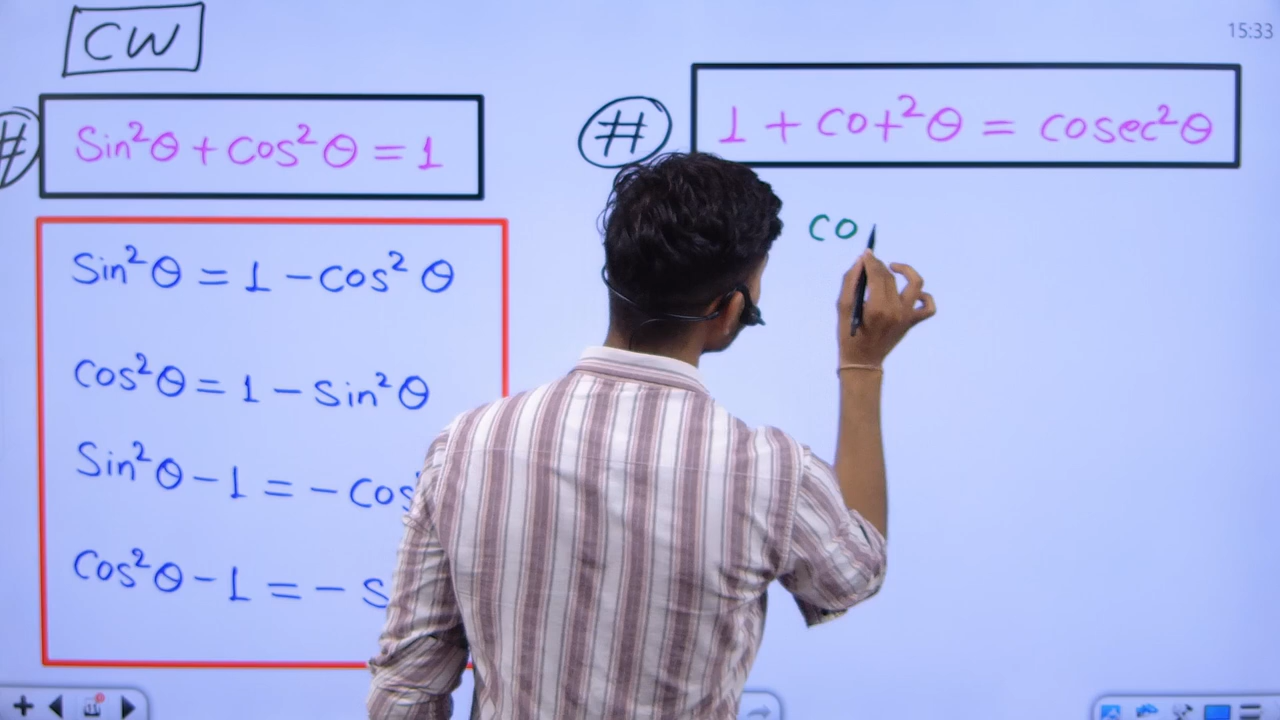 CW
15:33
# Sin²θ + cos²θ = 1
# 1 + cot²θ = cosec²θ
Sin²θ = 1 - cos² θ
cos²θ = 1 - sin²θ
Sin²θ - 1 = - cos
cos²θ - 1 = - s
co